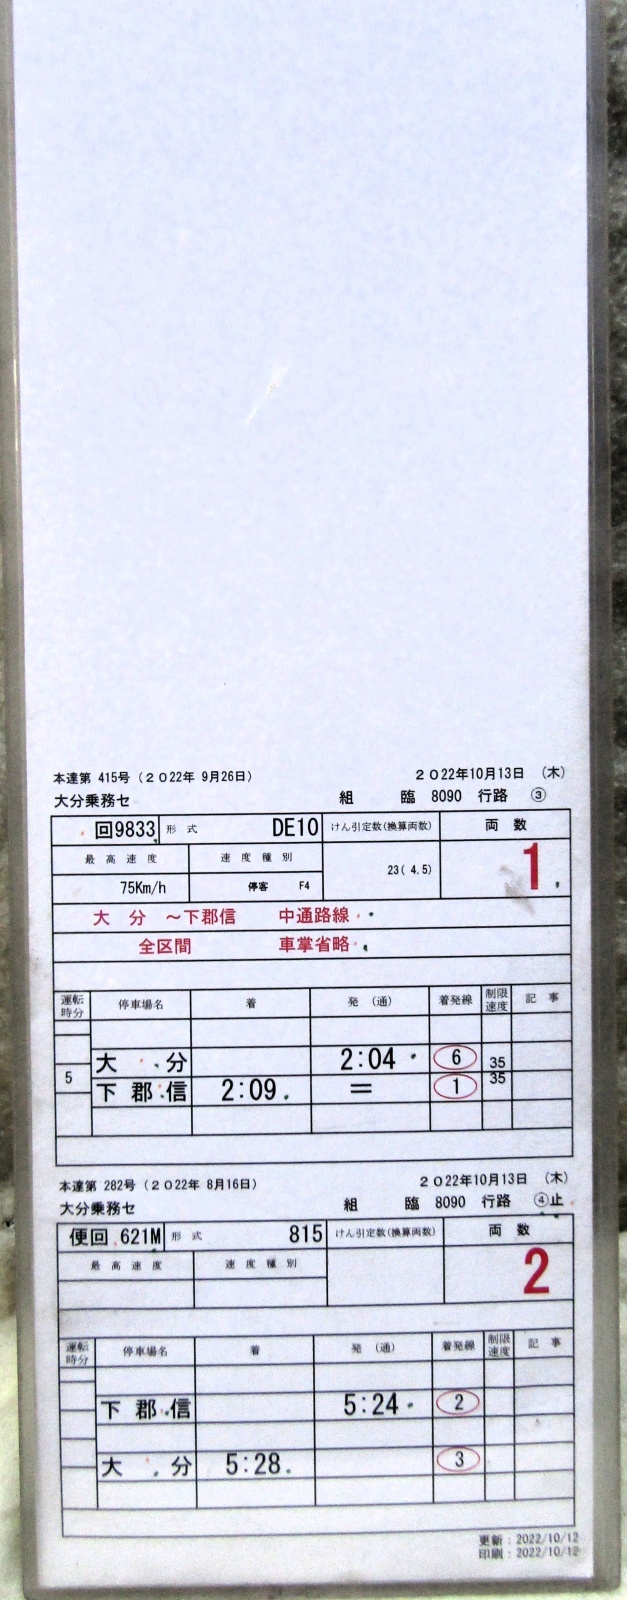 本達第 415号（２０22年 9月26日） ２０22年10月13日 （木）
大分乗務セ 組 臨 8090 行路 ③
回9833 形 式 DE10 けん引定数(換算両数) 両 数
最 高 速 度 速 度 種 別 23( 4.5) 1
75Km/h 停客 F4
大 分 ～下郡信 中通路線
全区間 車掌省略
運転時分 停車場名 着 発 （通） 着発線 制限速度 記 事
大 分 2:04 6 35
5
下 郡 信 2:09 ＝ 1 35
本達第 282号（２０22年 8月16日） ２０22年10月13日 （木）
大分乗務セ 組 臨 8090 行路 ④止
便回 621M 形 式 815 けん引定数(換算両数) 両 数
最 高 速 度 速 度 種 別 2
運転時分 停車場名 着 発 （通） 着発線 制限速度 記 事
下 郡 信 5:24 2
大 分 5:28 3
更新 : 2022/10/12
印刷 : 2022/10/12